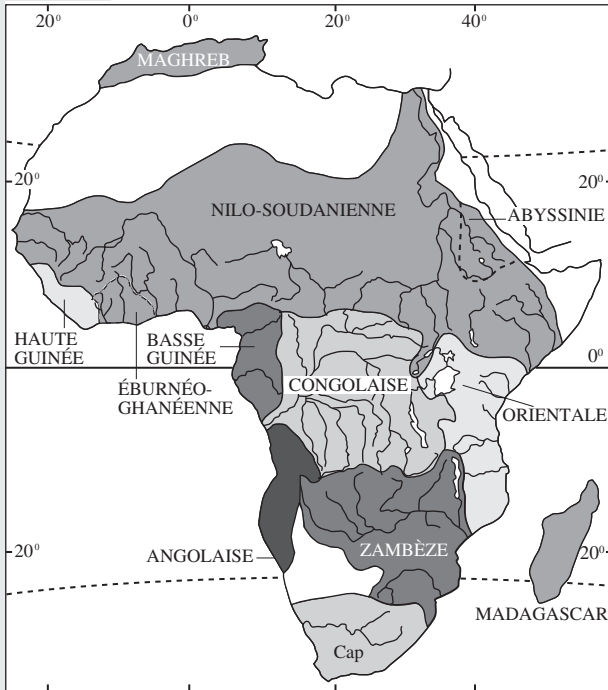 20⁰ 0⁰ 20⁰ 40⁰
MAGHREB
20⁰ 20⁰
NILO-SOUDANIENNE
ABYSSINIE
HAUTE
GUINÉE
BASSE
GUINÉE
0⁰
ÉBURNÉO-
GHANÉENNE
CONGOLAISE
ORIENTALE
20⁰ 20⁰
ANGOLAISE
ZAMBÈZE
MADAGASCAR
Cap